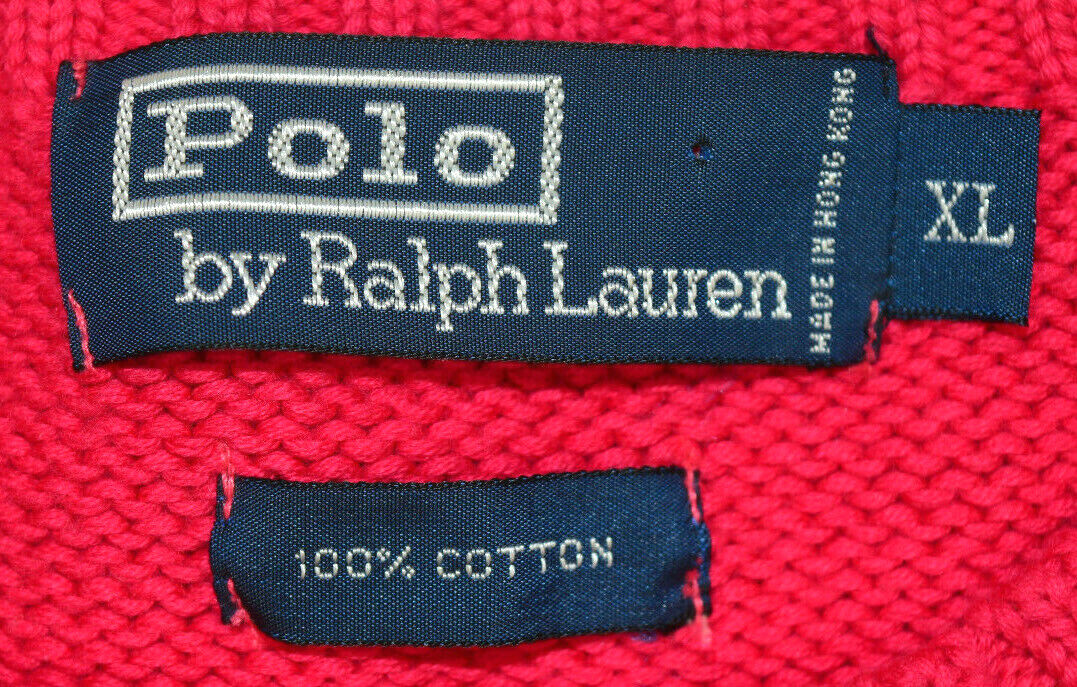 Polo
by Ralph Lauren
MADE IN HONG KONG
XL
100% COTTON